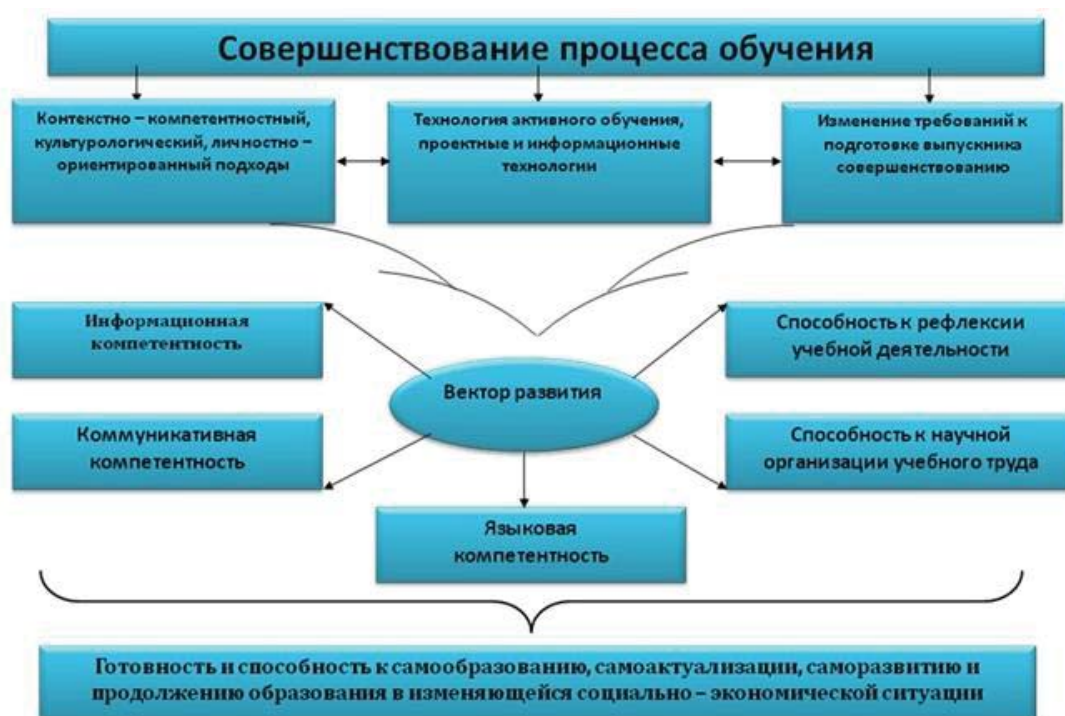 Совершенствование процесса обучения
Контекстно – компетентностный,
культурологический, личностно –
ориентированный подходы
Технология активного обучения,
проектные и информационные
технологии
Изменение требований к
подготовке выпускника
совершенствованию
Информационная
компетентность
Способность к рефлексии
учебной деятельности
Вектор развития
Коммуникативная
компетентность
Способность к научной
организации учебного труда
Языковая
компетентность
Готовность и способность к самообразованию, самоактуализации, саморазвитию и
продолжению образования в изменяющейся социально – экономической ситуации